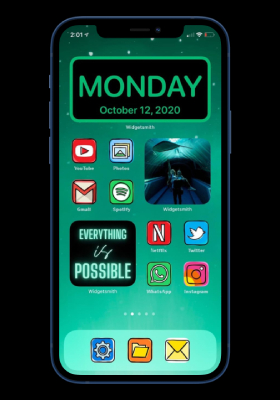 2:01
MONDAY
October 12, 2020
Widgetsmith
YouTube
Photos
Gmail
Spotify
Widgetsmith
EVERYTHING
is
POSSIBLE
Widgetsmith
Netflix
Twitter
WhatsApp
Instagram